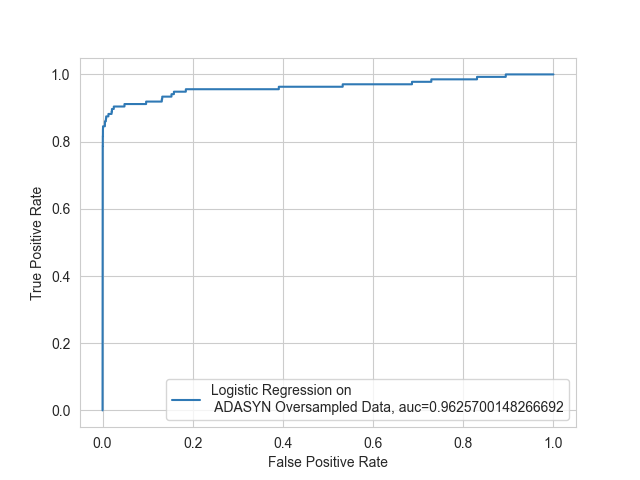 1.0
0.8
0.6
0.4
0.2
0.0
True Positive Rate
Logistic Regression on
ADASYN Oversampled Data, auc=0.9625700148266692
0.0 0.2 0.4 0.6 0.8 1.0
False Positive Rate